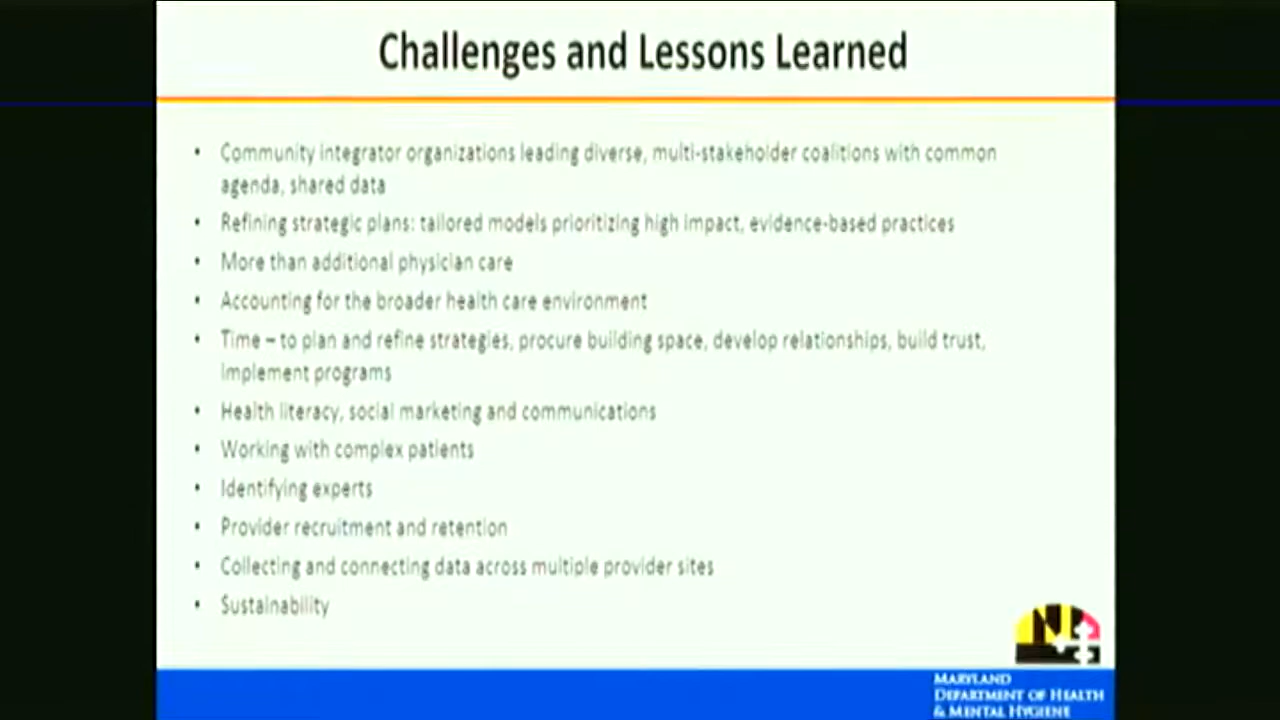 Challenges and Lessons Learned
• Community integrator organizations leading diverse, multi-stakeholder coalitions with common
agenda, shared data
• Refining strategic plans: tailored models prioritizing high impact, evidence-based practices
• More than additional physician care
• Accounting for the broader health care environment
• Time – to plan and refine strategies, procure building space, develop relationships, build trust,
implement programs
• Health literacy, social marketing and communications
• Working with complex patients
• Identifying experts
• Provider recruitment and retention
• Collecting and connecting data across multiple provider sites
• Sustainability
MARYLAND
DEPARTMENT OF HEALTH
& MENTAL HYGIENE